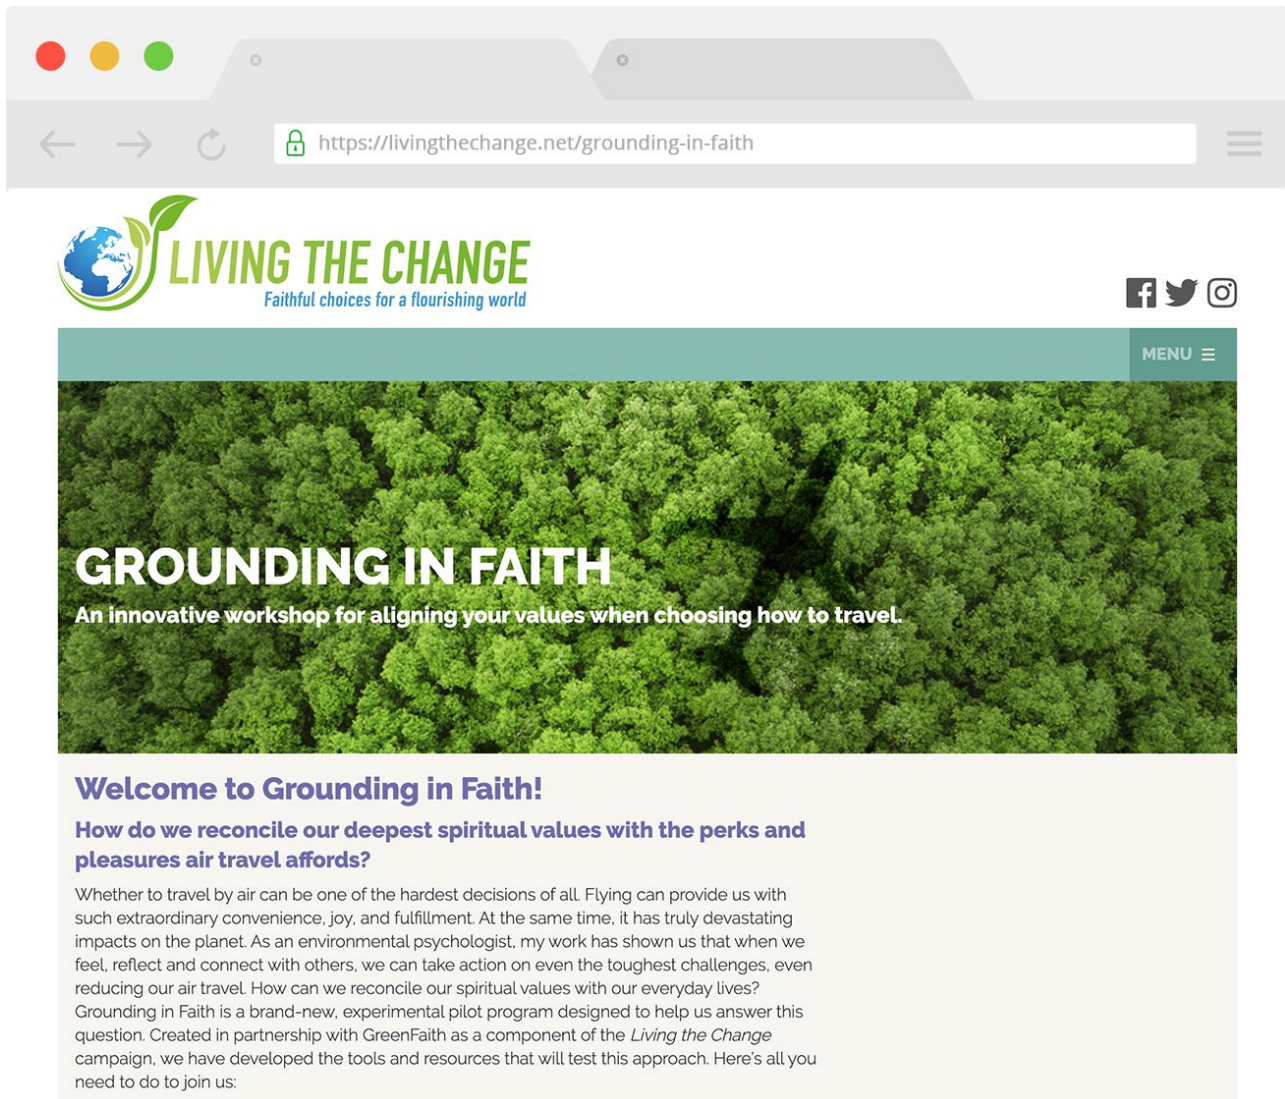 https://livingthechange.net/grounding-in-faith
LIVING THE CHANGE
Faithful choices for a flourishing world
MENU
GROUNDING IN FAITH
An innovative workshop for aligning your values when choosing how to travel.
Welcome to Grounding in Faith!
How do we reconcile our deepest spiritual values with the perks and
pleasures air travel affords?
Whether to travel by air can be one of the hardest decisions of all. Flying can provide us with
such extraordinary convenience, joy, and fulfillment. At the same time, it has truly devastating
impacts on the planet. As an environmental psychologist, my work has shown us that when we
feel, reflect and connect with others, we can take action on even the toughest challenges, even
reducing our air travel. How can we reconcile our spiritual values with our everyday lives?
Grounding in Faith is a brand-new, experimental pilot program designed to help us answer this
question. Created in partnership with GreenFaith as a component of the Living the Change
campaign, we have developed the tools and resources that will test this approach. Here's all you
need to do to join us: